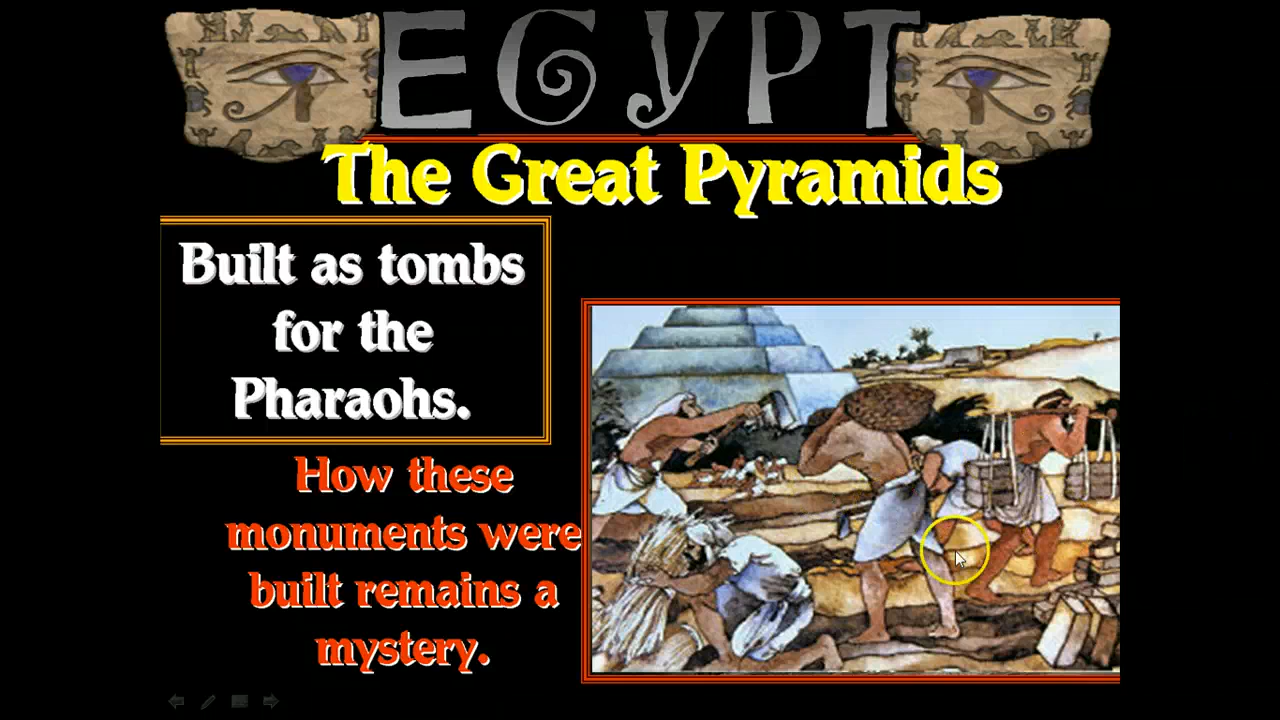 EGYPT
The Great Pyramids
Built as tombs
for the
Pharaohs.
How these
monuments were
built remains a
mystery.